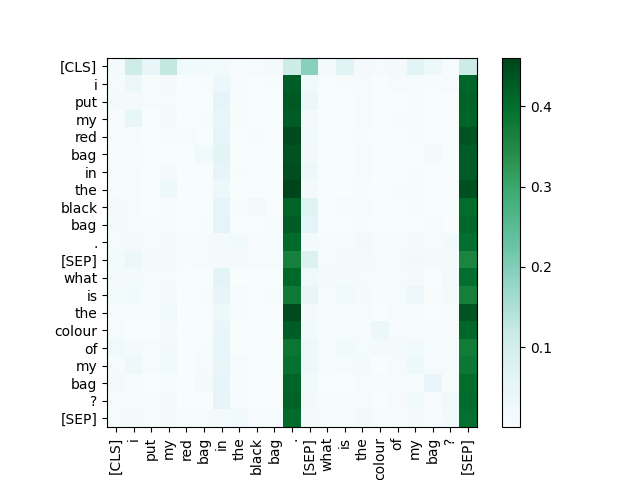 [CLS]
i
put
my
red
bag
in
the
black
bag
.
[SEP]
what
is
the
colour
of
my
bag
?
[SEP]
[CLS]
i
put
my
red
bag
in
the
black
bag
.
[SEP]
what
is
the
colour
of
my
bag
?
[SEP]
0.4
0.3
0.2
0.1